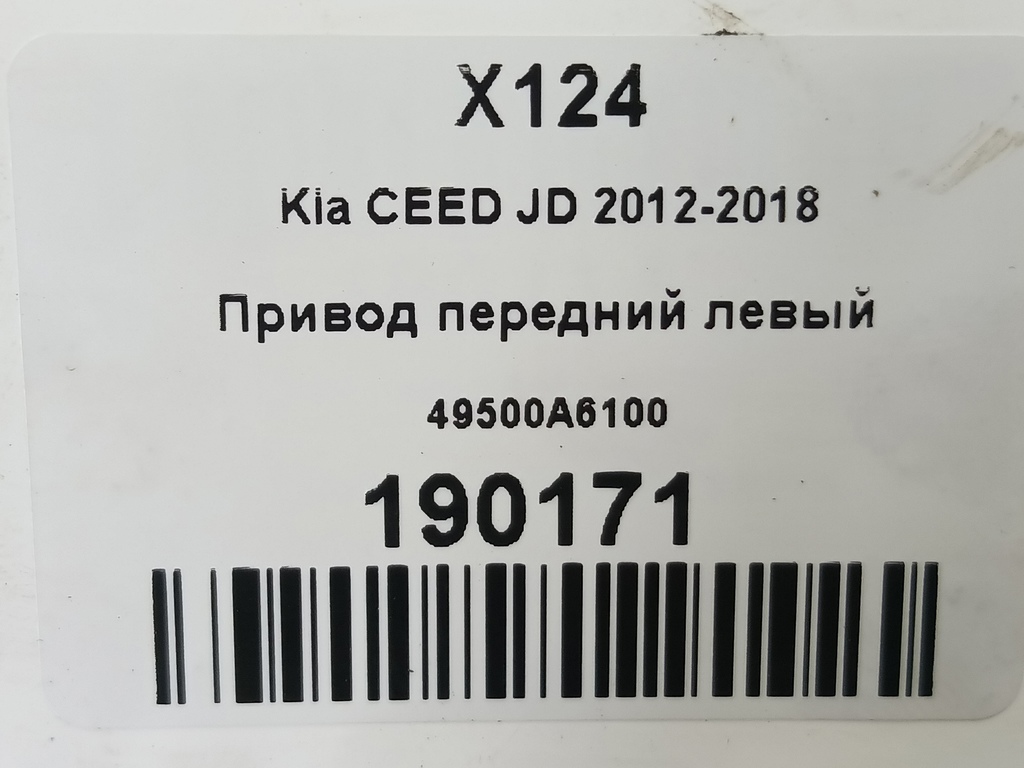 X124
Kia CEED JD 2012-2018
Привод передний левый
49500A6100
190171